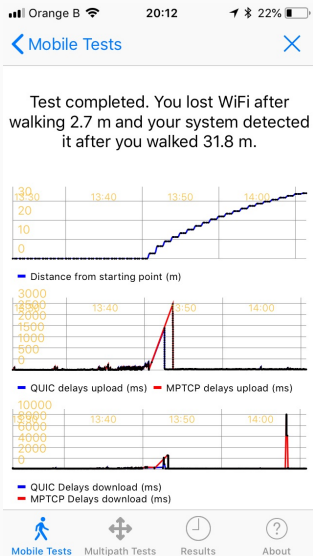 Orange B 20:12 22%
Mobile Tests
Test completed. You lost WiFi after
walking 2.7 m and your system detected
it after you walked 31.8 m.
30
13:30 13:40 13:50 14:00
20
10
0
Distance from starting point (m)
3000
13:40 13:50 14:00
2500
2000
1500
1000
500
0
QUIC delays upload (ms) MPTCP delays upload (ms)
10000
13:40 13:50 14:00
8000
6000
4000
2000
0
QUIC Delays download (ms)
MPTCP Delays download (ms)
Mobile Tests Multipath Tests Results About